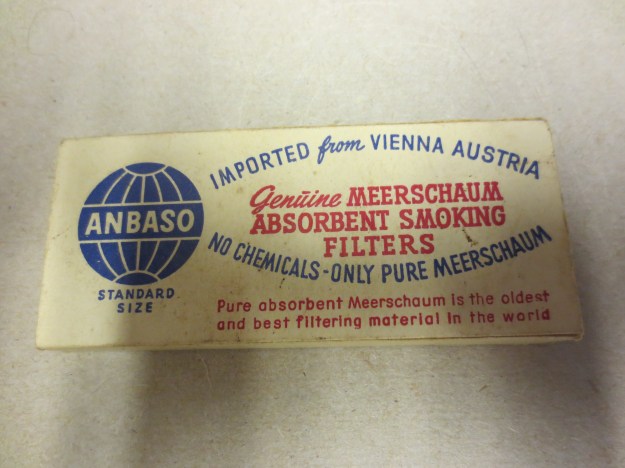 IMPORTED from VIENNA AUSTRIA
Genuine MEERSCHAUM
ABSORBENT SMOKING
FILTERS
NO CHEMICALS - ONLY PURE MEERSCHAUM
Pure absorbent Meerschaum is the oldest
and best filtering material in the world
ANBASO
STANDARD
SIZE